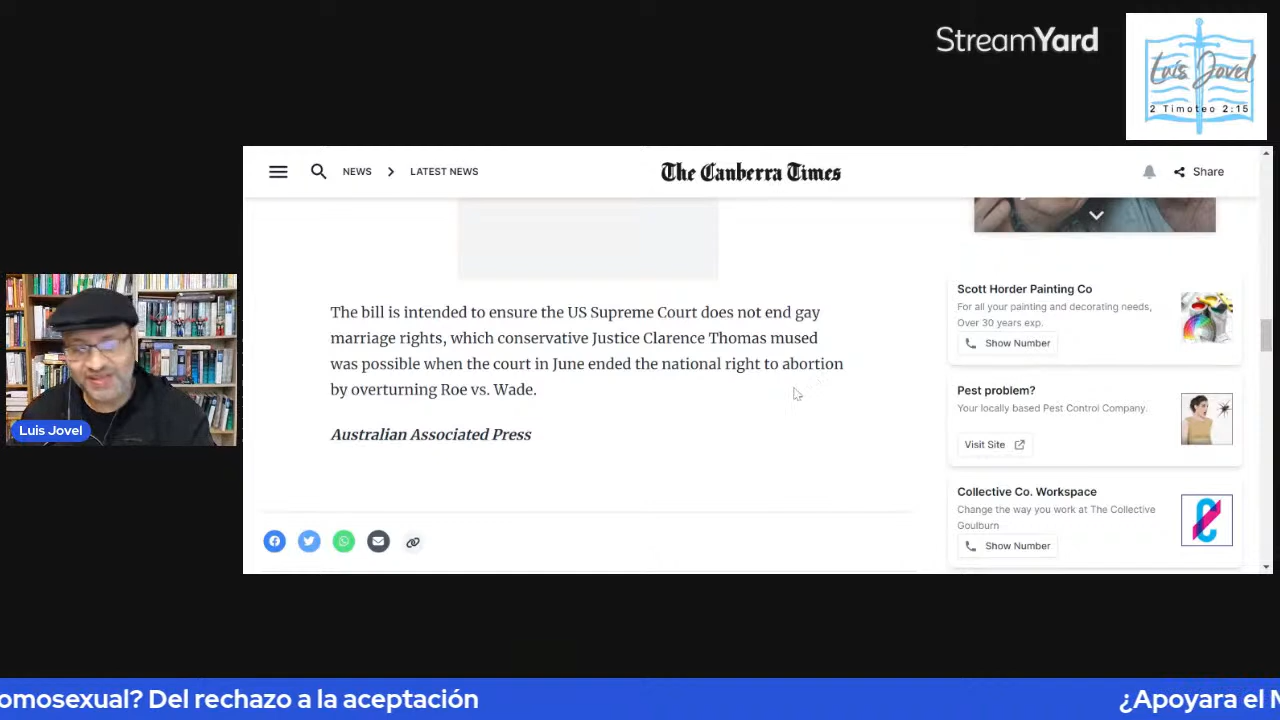 StreamYard
Luis Jovel
2 Timoteo 2:15
NEWS
LATEST NEWS
The Canberra Times
Share
The bill is intended to ensure the US Supreme Court does not end gay
marriage rights, which conservative Justice Clarence Thomas mused
was possible when the court in June ended the national right to abortion
by overturning Roe vs. Wade.
Australian Associated Press
Scott Horder Painting Co
For all your painting and decorating needs,
Over 30 years exp.
Show Number
Pest problem?
Your locally based Pest Control Company.
Visit Site
Collective Co. Workspace
Change the way you work at The Collective
Goulburn
Show Number
Luis Jovel
omosexual? Del rechazo a la aceptación
¿Apoyara el M